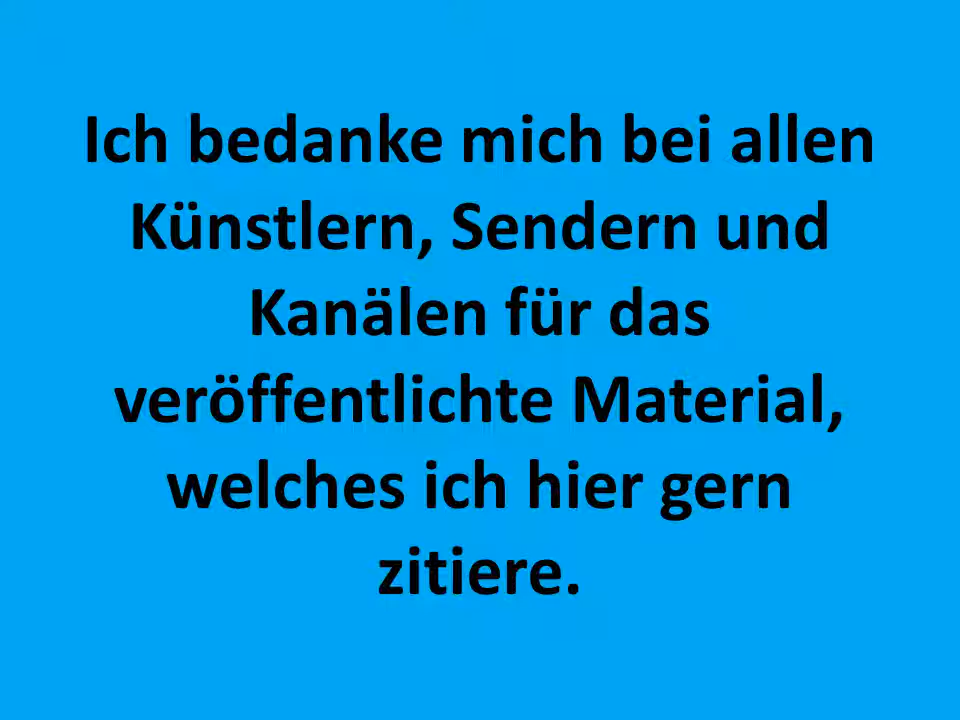 Ich bedanke mich bei allen
Künstlern, Sendern und
Kanälen für das
veröffentlichte Material,
welches ich hier gern
zitiere.